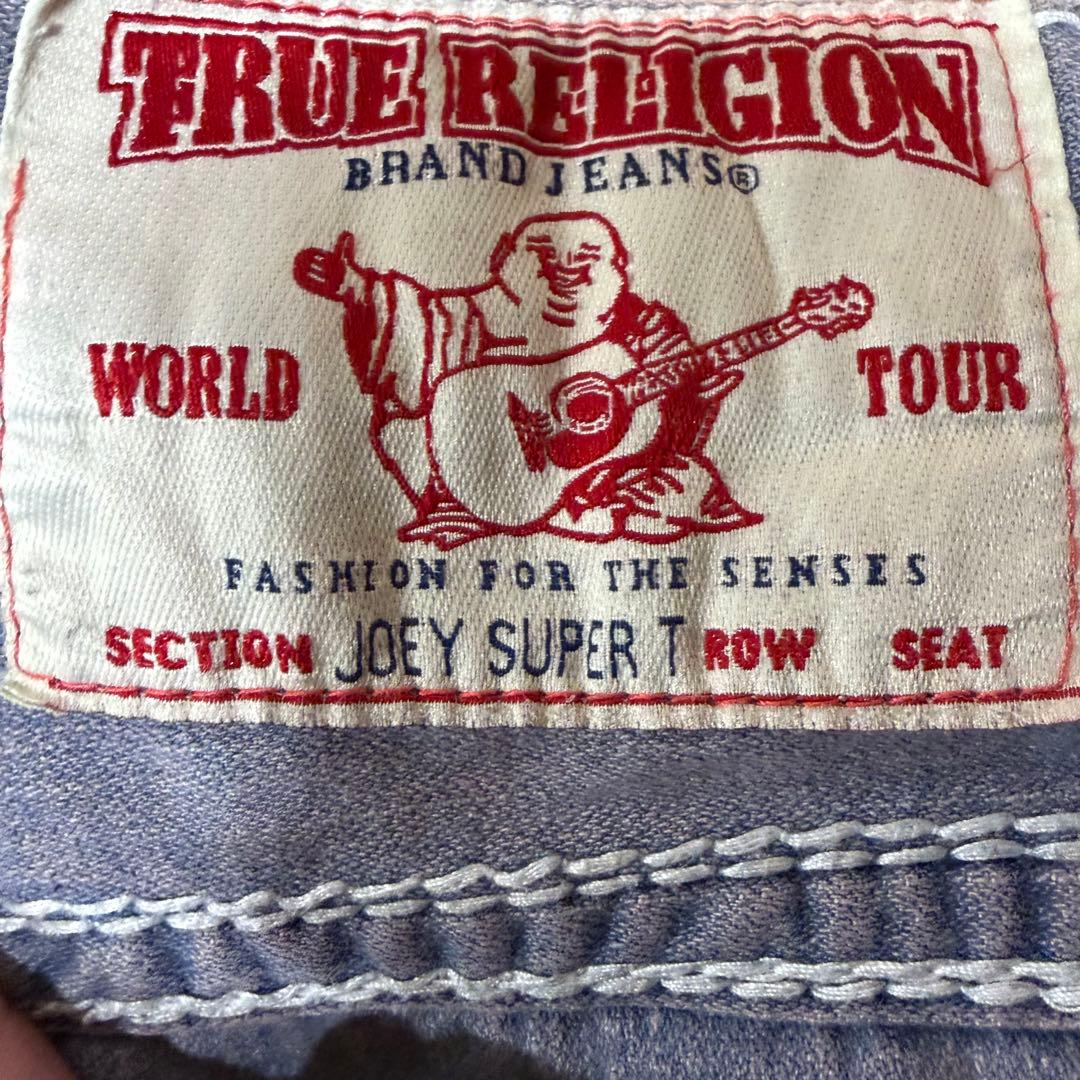 TRUE RELIGION
BRAND JEANS®
WORLD TOUR
FASHION FOR THE SENSES
SECTION JOEY SUPER T ROW SEAT